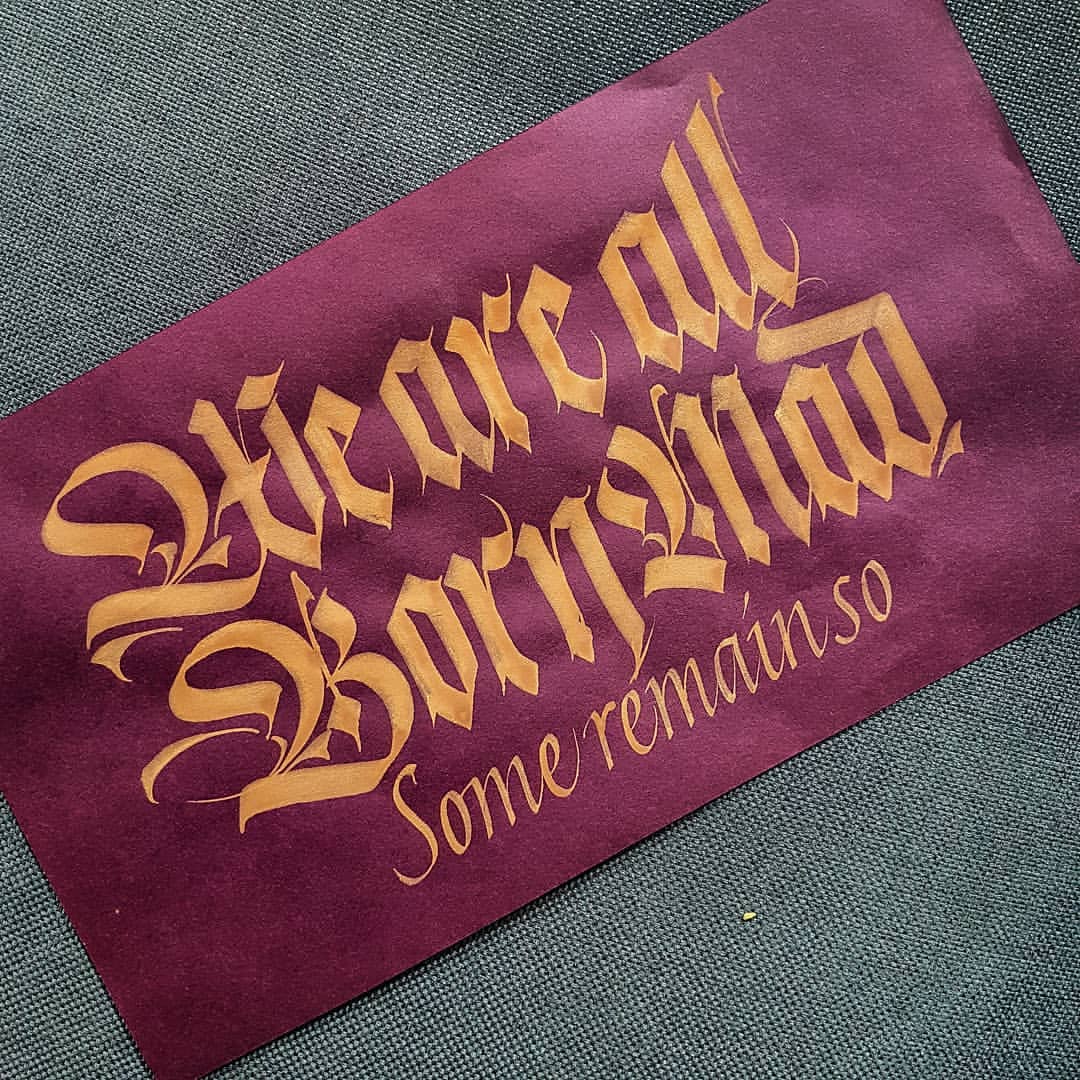 We are all
Born Mad
Some remain so